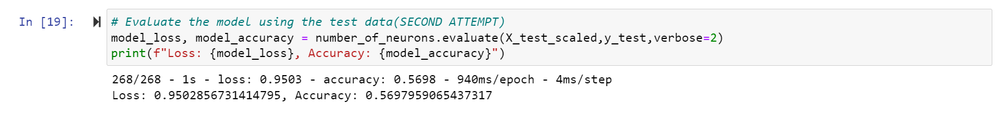 In [19]:
# Evaluate the model using the test data(SECOND ATTEMPT)
model_loss, model_accuracy = number_of_neurons.evaluate(X_test_scaled,y_test,verbose=2)
print(f"Loss: {model_loss}, Accuracy: {model_accuracy}")
268/268 - 1s - loss: 0.9503 - accuracy: 0.5698 - 940ms/epoch - 4ms/step
Loss: 0.9502856731414795, Accuracy: 0.5697959065437317